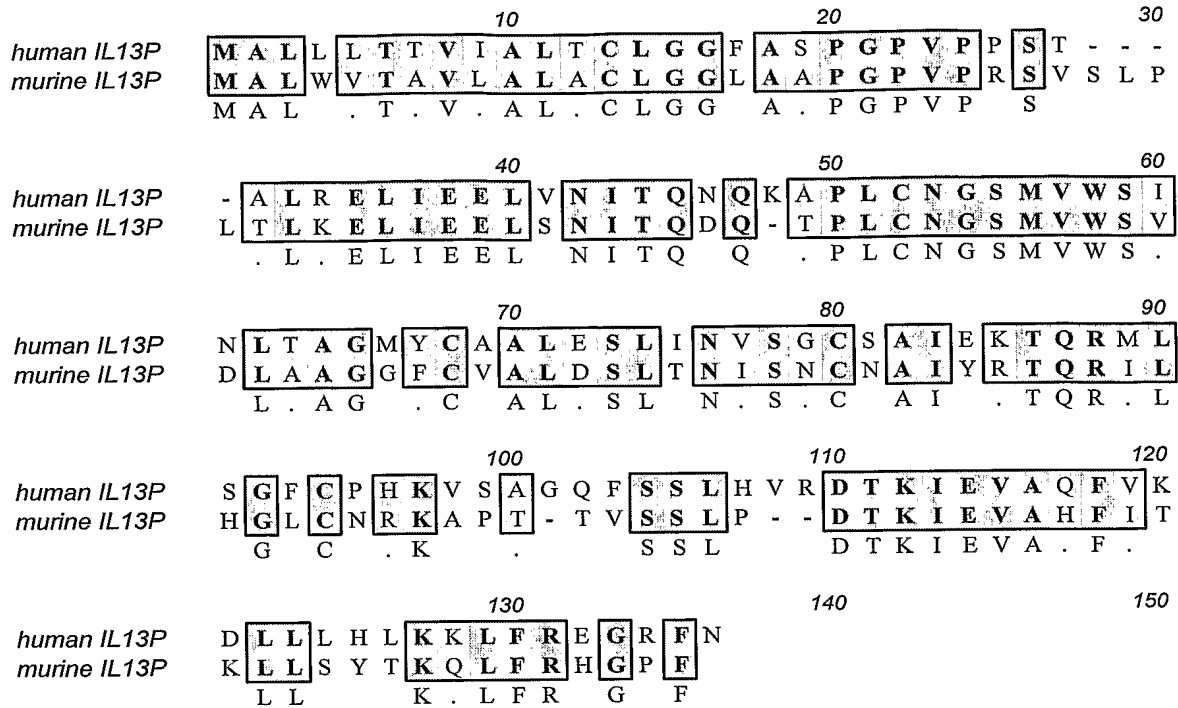 10 20 30
human IL13P M A L L L T T V I A L T C L G G F A S P G P V P P S T - - -
murine IL13P M A L W V T A V L A L A C L G G L A A P G P V P R S V S L P
M A L . T . V . A L . C L G G A . P G P V P S
40 50 60
human IL13P - A L R E L I E E L V N I T Q N Q K A P L C N G S M V W S I
murine IL13P L T L K E L I E E L S N I T Q D Q - T P L C N G S M V W S V
. L . E L I E E L N I T Q Q . P L C N G S M V W S .
70 80 90
human IL13P N L T A G M Y C A A L E S L I N V S G C S A I E K T Q R M L
murine IL13P D L A A G G F C V A L D S L T N I S N C N A I Y R T Q R I L
L . A G . C A L . S L N . S . C A I . T Q R . L
100 110 120
human IL13P S G F C P H K V S A G Q F S S L H V R D T K I E V A Q F V K
murine IL13P H G L C N R K A P T - T V S S L P - - D T K I E V A H F I T
G C . K . S S L D T K I E V A . F .
130 140 150
human IL13P D L L L H L K K L F R E G R F N
murine IL13P K L L S Y T K Q L F R H G P F
L L K . L F R G F